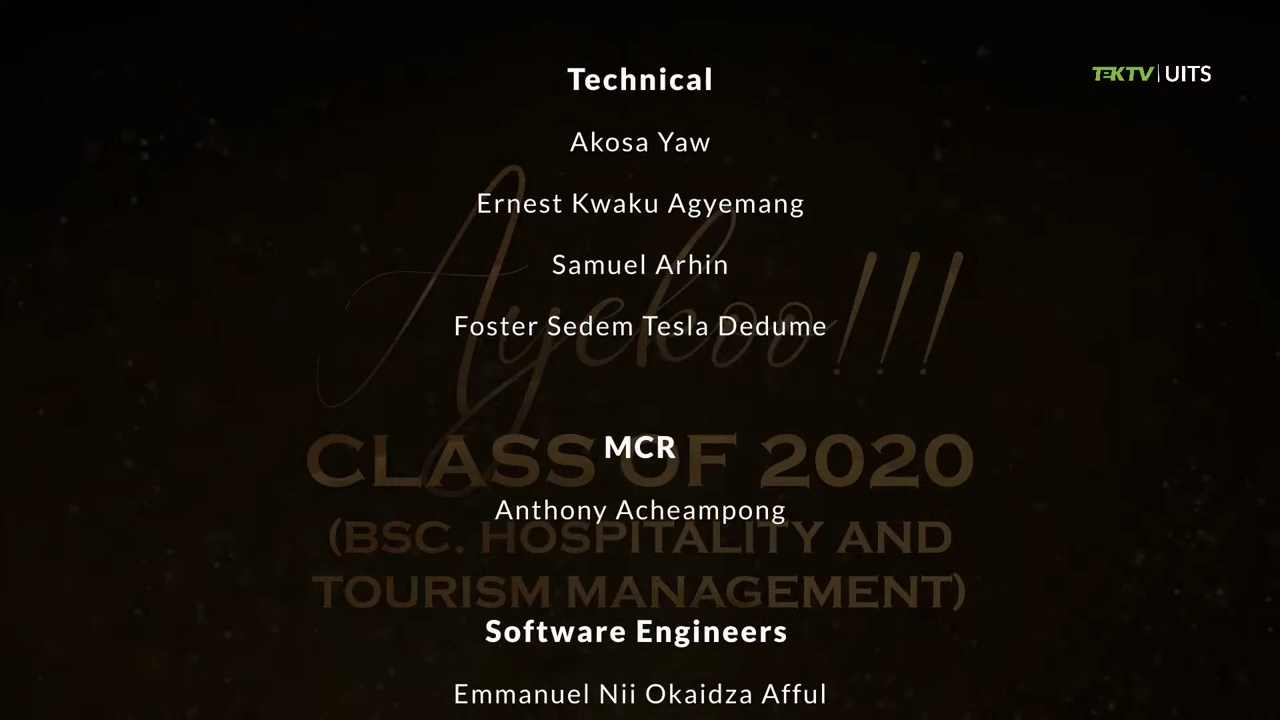 TEKTV | UITS
Technical
Akosa Yaw
Ernest Kwaku Agyemang
Samuel Arhin
Foster Sedem Tesla Dedume
Ayekoo!!!
MCR
CLASS OF 2020
Anthony Acheampong
(BSC. HOSPITALITY AND
TOURISM MANAGEMENT)
Software Engineers
Emmanuel Nii Okaidza Afful